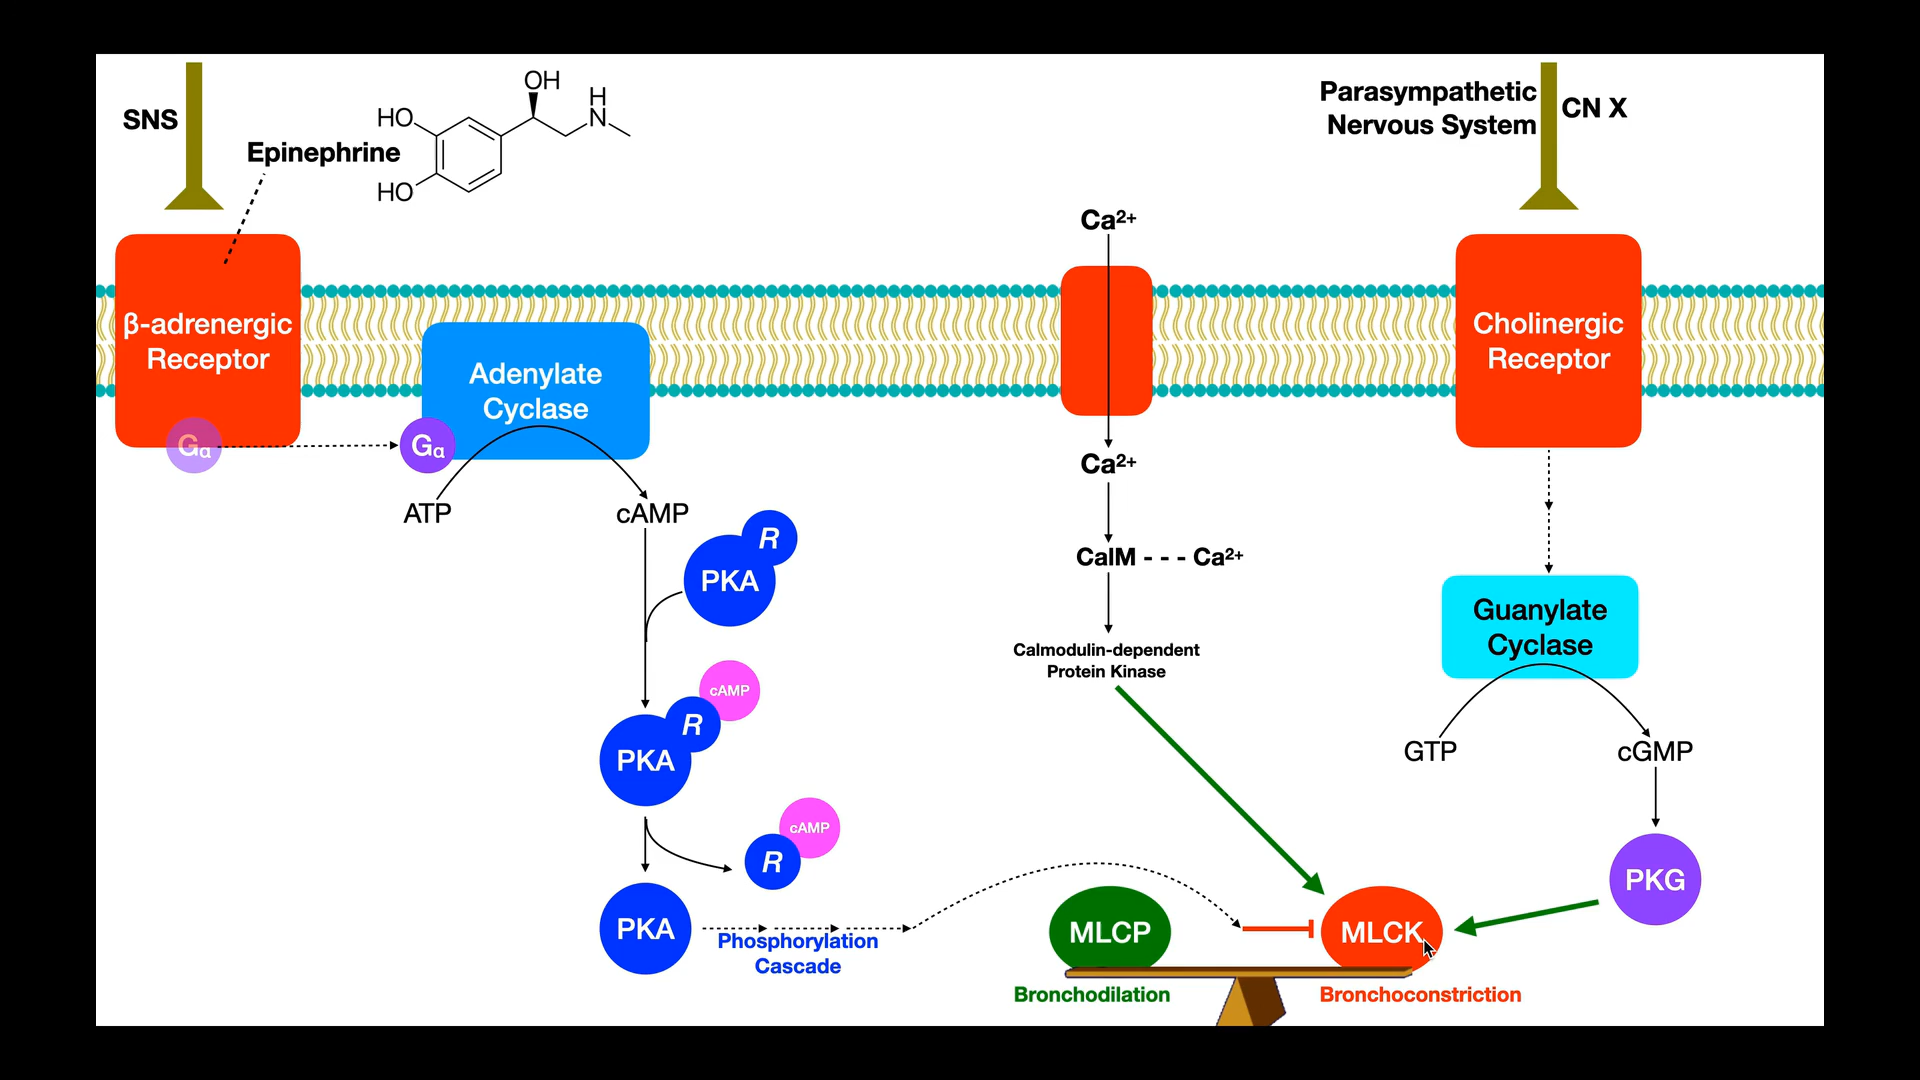 SNS
Epinephrine
OH
HO
HO
H
N
Parasympathetic
Nervous System
CN X
Ca²⁺
β-adrenergic
Receptor
Gα
Adenylate
Cyclase
Gα
ATP
cAMP
Cholinergic
Receptor
Ca²⁺
CalM - - - Ca²⁺
Calmodulin-dependent
Protein Kinase
R
PKA
cAMP
R
PKA
cAMP
R
PKA
Phosphorylation
Cascade
Guanylate
Cyclase
GTP
cGMP
PKG
MLCP
MLCK
Bronchodilation
Bronchoconstriction